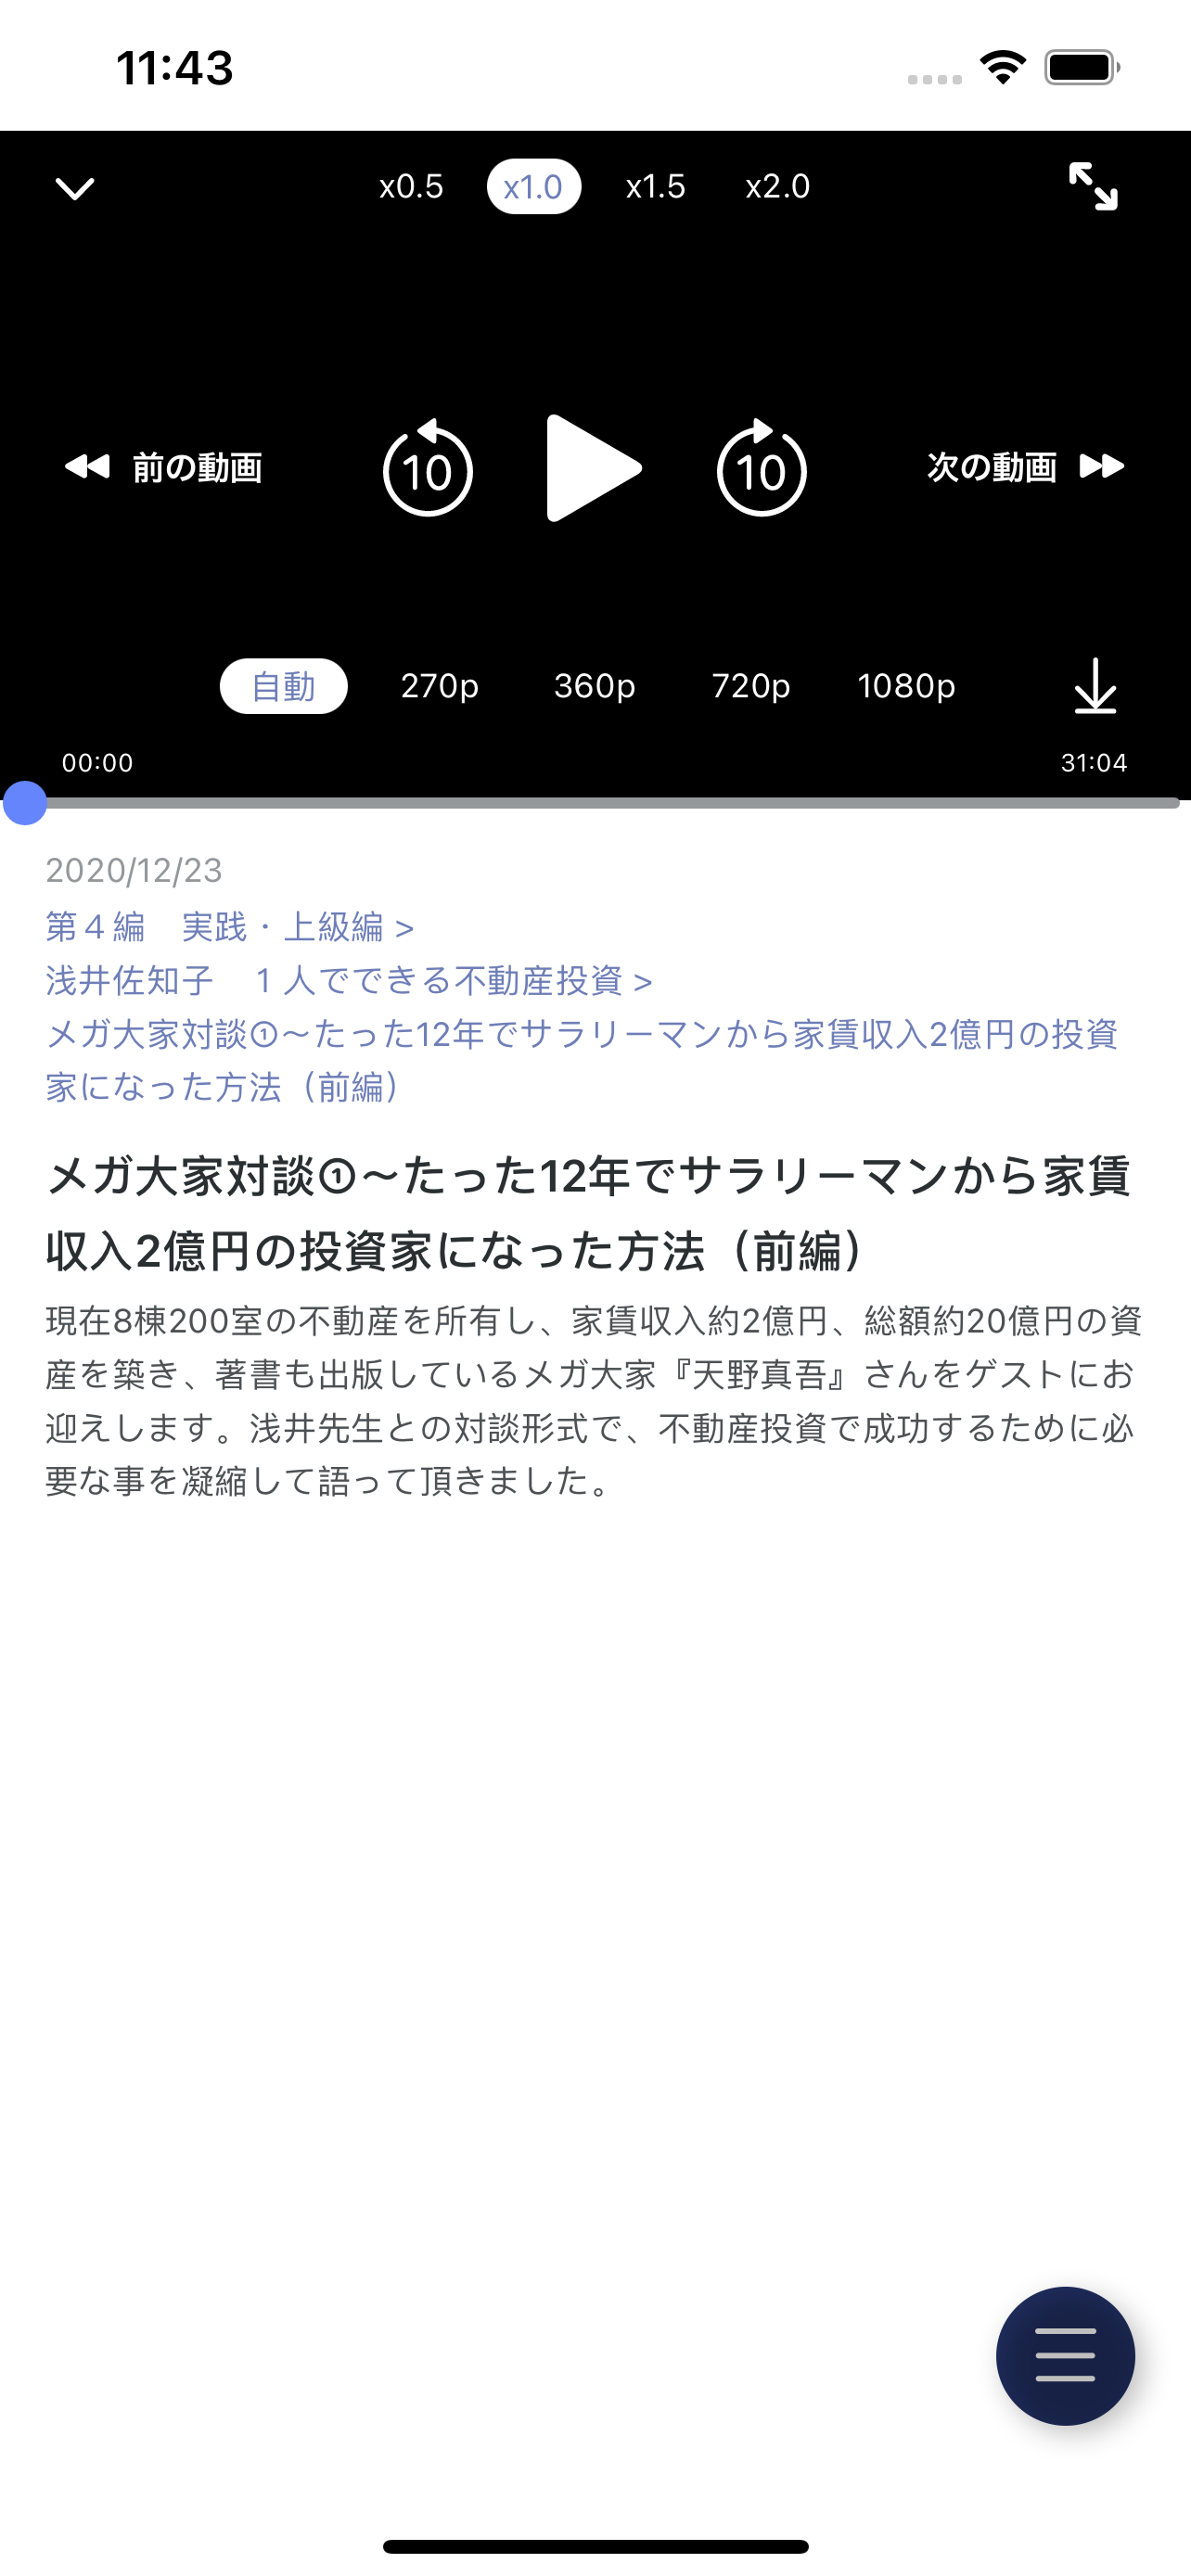 11:43
x0.5 x1.0 x1.5 x2.0
前の動画 10 10 次の動画
自動 270p 360p 720p 1080p
00:00 31:04
2020/12/23
第４編　実践・上級編 >
浅井佐知子　１人でできる不動産投資 >
メガ大家対談①〜たった12年でサラリーマンから家賃収入2億円の投資
家になった方法（前編）
メガ大家対談①〜たった12年でサラリーマンから家賃
収入2億円の投資家になった方法（前編）
現在8棟200室の不動産を所有し、家賃収入約2億円、総額約20億円の資
産を築き、著書も出版しているメガ大家『天野真吾』さんをゲストにお
迎えします。浅井先生との対談形式で、不動産投資で成功するために必
要な事を凝縮して語って頂きました。